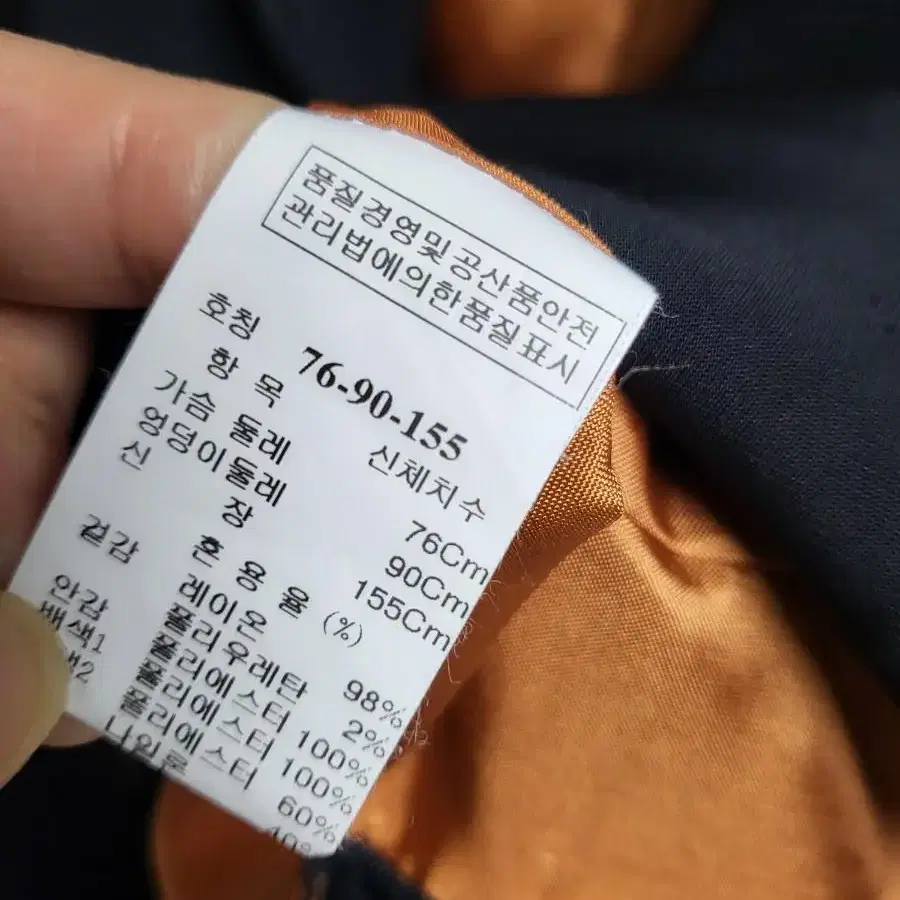 품질경영및공산품안전
관리법에의한품질표시
호칭 76-90-155
항 목 신체치수
가슴 둘레 76Cm
엉덩이둘레 90Cm
신 장 155Cm
혼 용 율 (%)
겉감 레이온 98%
폴리우레탄 2%
안감 폴리에스터 100%
배색1 폴리에스터 100%
배색2 폴리에스터 60%
나일론 40%